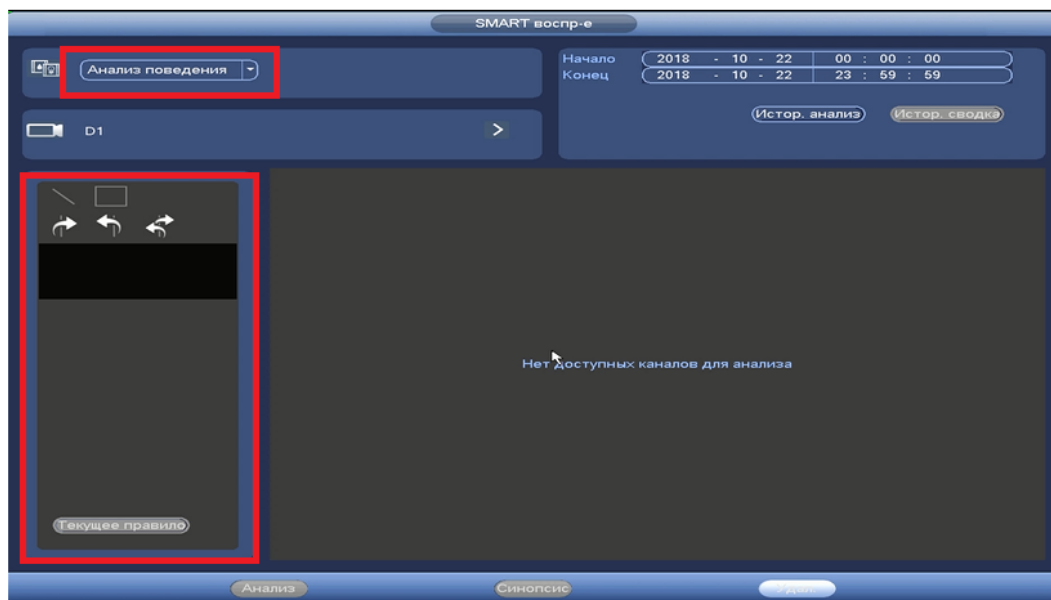 SMART воспр-е
Анализ поведения
Начало 2018 - 10 - 22 00 : 00 : 00
Конец 2018 - 10 - 22 23 : 59 : 59
Истор. анализ Истор. сводка
D1
Нет доступных каналов для анализа
Текущее правило
Анализ Синопсис